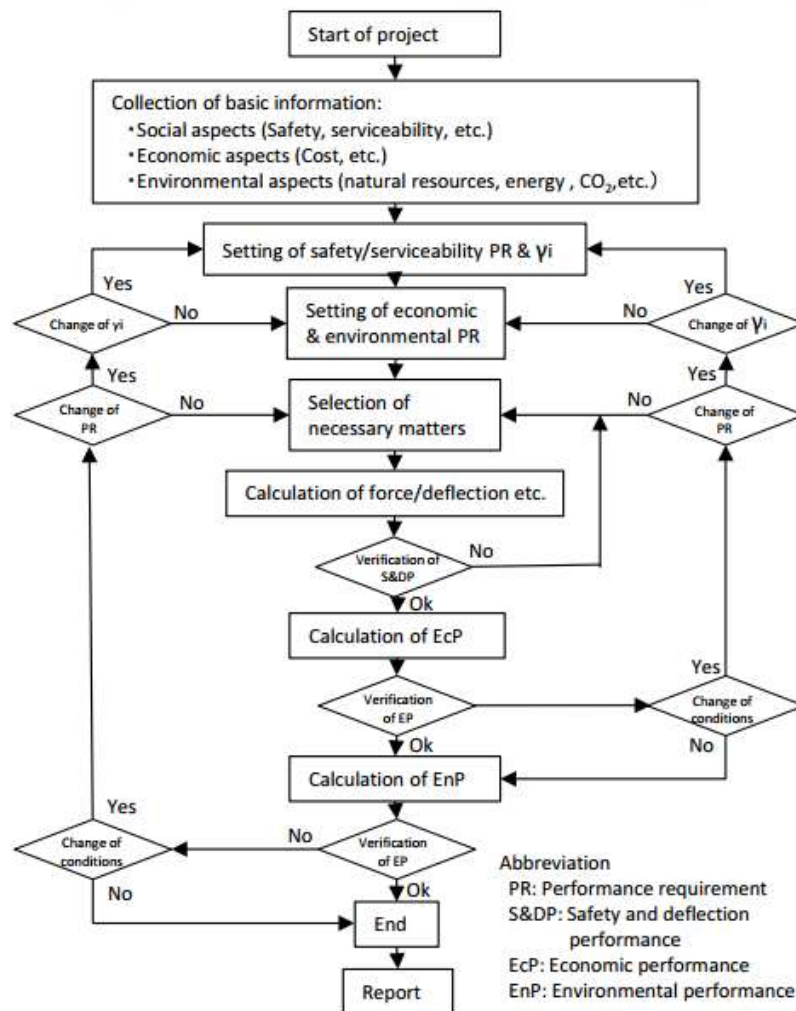 Start of project
Collection of basic information:
・Social aspects (Safety, serviceability, etc.)
・Economic aspects (Cost, etc.)
・Environmental aspects (natural resources, energy , CO₂,etc.)
Setting of safety/serviceability PR & γi
Yes
Yes
Change of yi
No
Setting of economic
& environmental PR
No
Change of γi
Yes
Yes
Change of
PR
No
Selection of
necessary matters
No
Change of
PR
Calculation of force/deflection etc.
Verification of
S&DP
No
Ok
Calculation of EcP
Yes
Verification
of EP
Change of
conditions
Ok
No
Calculation of EnP
Yes
Change of
conditions
No
Verification
of EP
No
Ok
End
Report
Abbreviation
PR: Performance requirement
S&DP: Safety and deflection
performance
EcP: Economic performance
EnP: Environmental performance